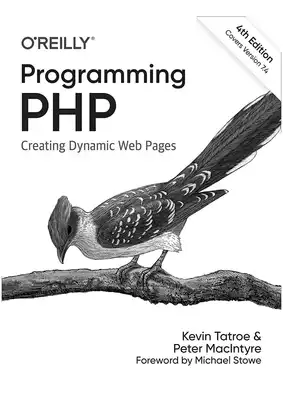 O'REILLY®
4th Edition
Covers Version 7.4
Programming
PHP
Creating Dynamic Web Pages
Kevin Tatroe &
Peter MacIntyre
Foreword by Michael Stowe